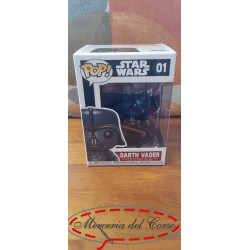 POP!
STAR WARS
01
DARTH VADER
Merceria del Corso